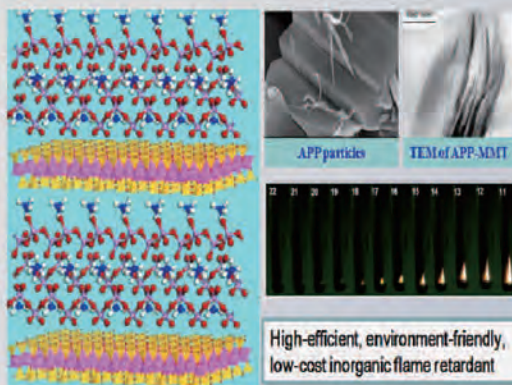 APP particles
TEM of APP-MMT
22 21 20 19 18 17 16 15 14 13 12 11
High-efficient, environment-friendly,
low-cost inorganic flame retardant